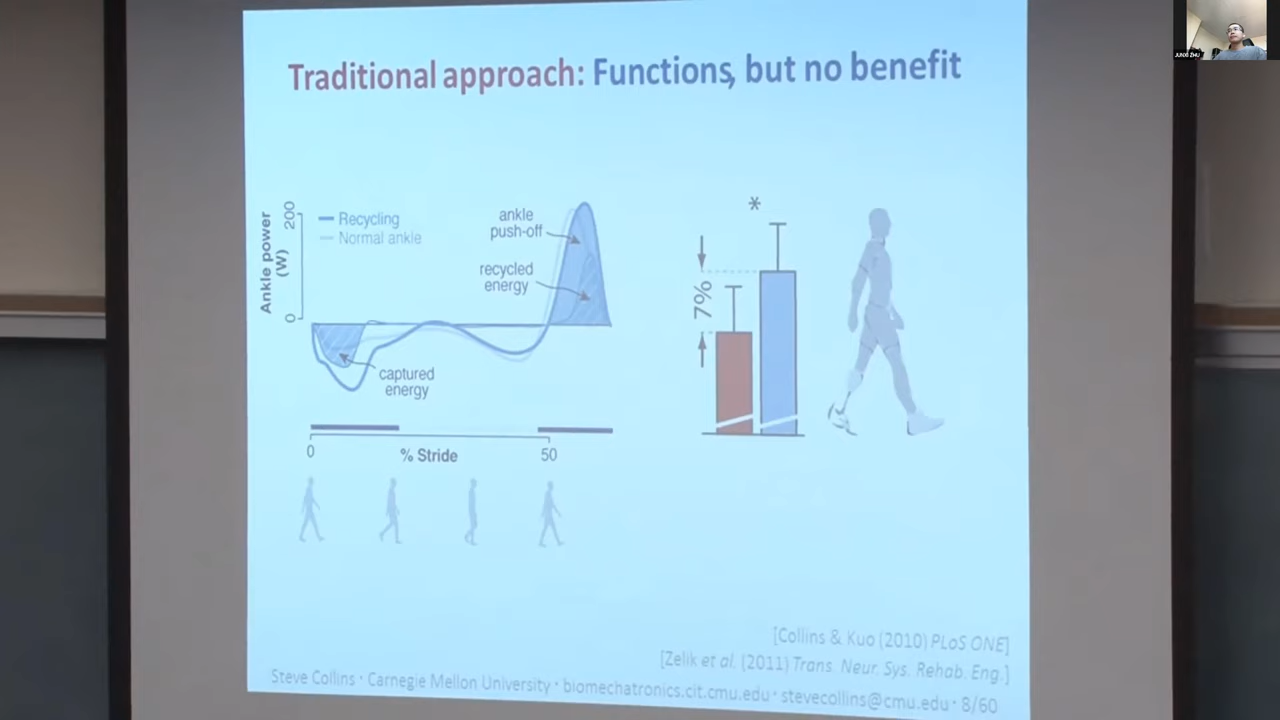 JUNXI ZHU
Traditional approach: Functions, but no benefit
Ankle power
(W)
200
0
Recycling
Normal ankle
ankle
push-off
recycled
energy
captured
energy
0
% Stride
50
*
7%
[Collins & Kuo (2010) PLoS ONE]
[Zelik et al. (2011) Trans. Neur. Sys. Rehab. Eng.]
Steve Collins · Carnegie Mellon University · biomechatronics.cit.cmu.edu · stevecollins@cmu.edu · 8/60